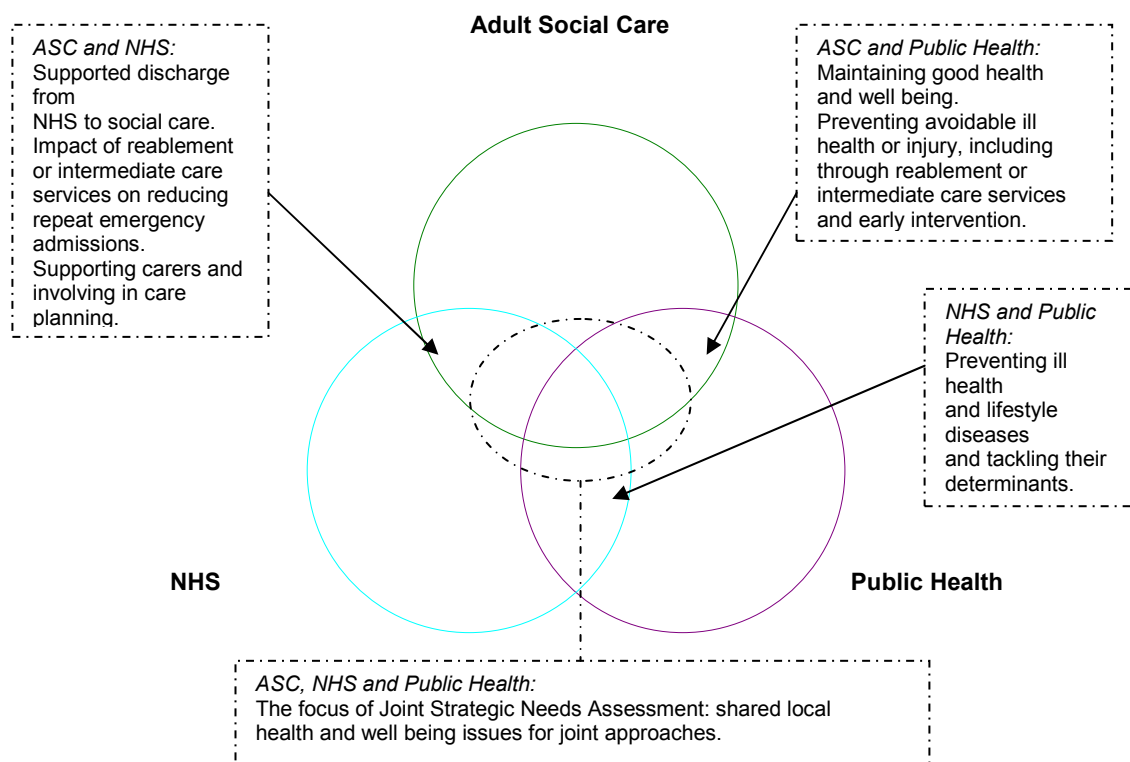 Adult Social Care
ASC and NHS:
Supported discharge
from
NHS to social care.
Impact of reablement
or intermediate care
services on reducing
repeat emergency
admissions.
Supporting carers and
involving in care
planning.
ASC and Public Health:
Maintaining good health
and well being.
Preventing avoidable ill
health or injury, including
through reablement or
intermediate care services
and early intervention.
NHS and Public
Health:
Preventing ill
health
and lifestyle
diseases
and tackling their
determinants.
NHS
Public Health
ASC, NHS and Public Health:
The focus of Joint Strategic Needs Assessment: shared local
health and well being issues for joint approaches.